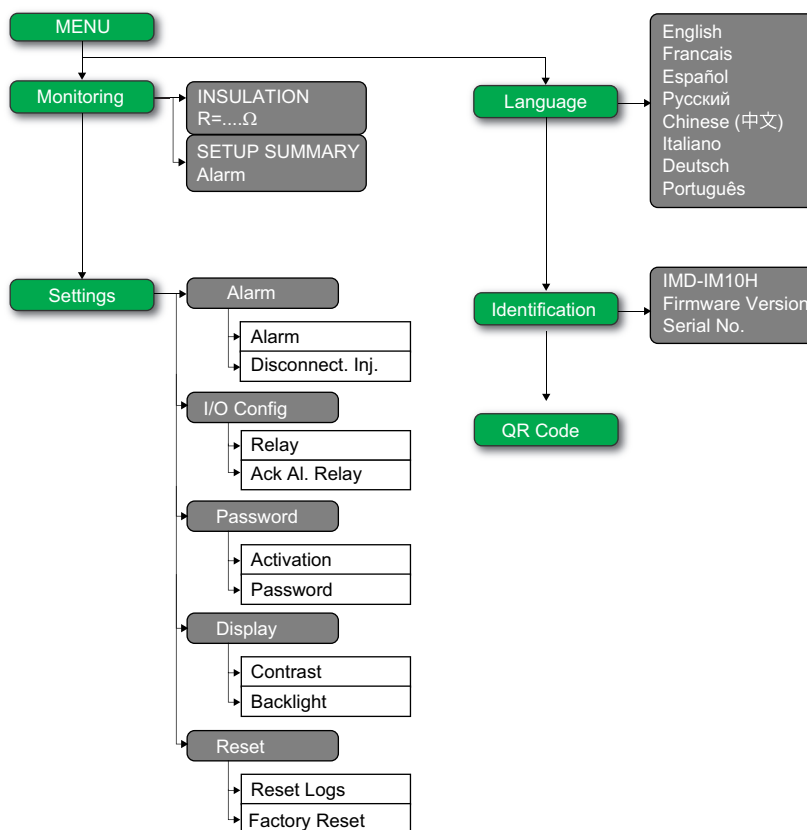 MENU
Monitoring
INSULATION
R=....Ω
SETUP SUMMARY
Alarm
Settings
Alarm
Alarm
Disconnect. Inj.
I/O Config
Relay
Ack Al. Relay
Password
Activation
Password
Display
Contrast
Backlight
Reset
Reset Logs
Factory Reset
Language
English
Francais
Español
Русский
Chinese (中文)
Italiano
Deutsch
Português
Identification
IMD-IM10H
Firmware Version
Serial No.
QR Code